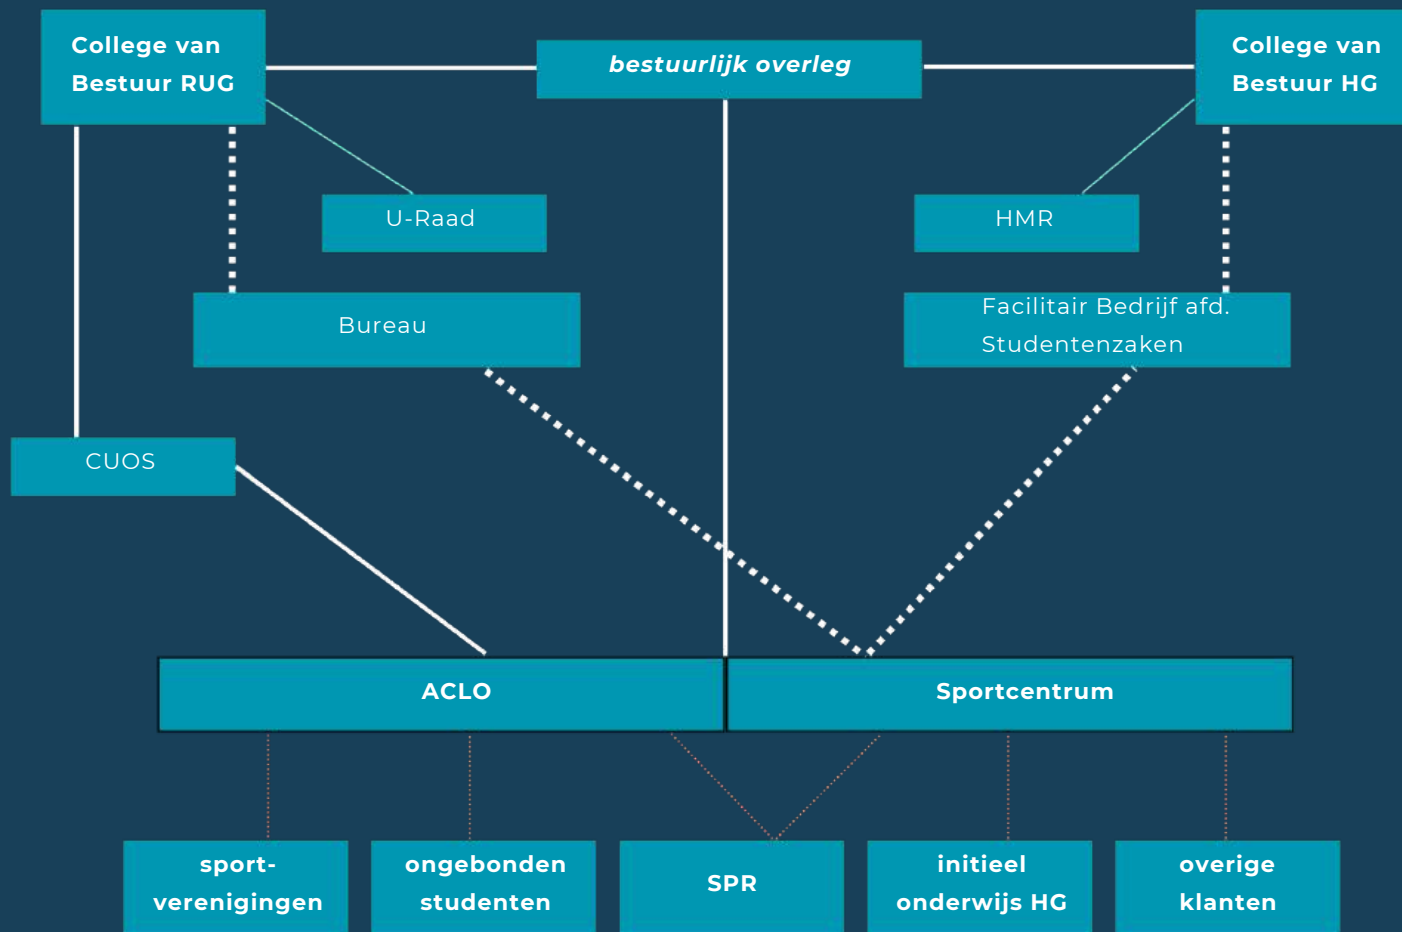 College van
Bestuur RUG
bestuurlijk overleg
College van
Bestuur HG
U-Raad
HMR
Bureau
Facilitair Bedrijf afd.
Studentenzaken
CUOS
ACLO
Sportcentrum
sport-
verenigingen
ongebonden
studenten
SPR
initieel
onderwijs HG
overige
klanten